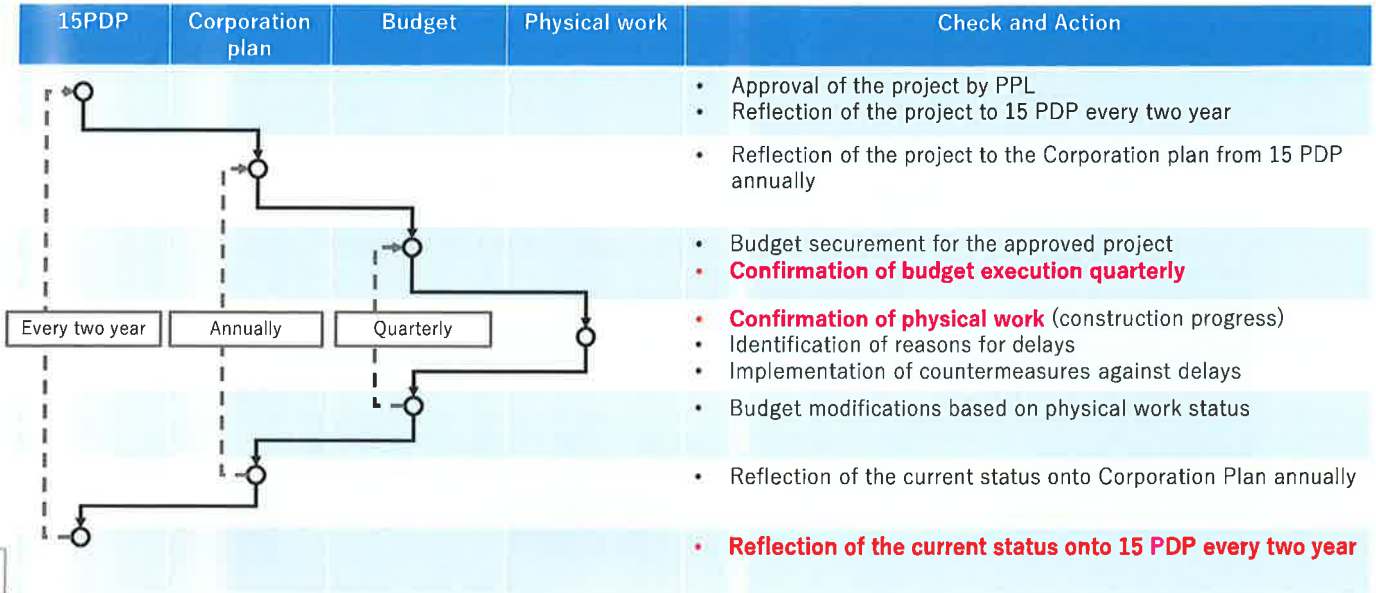 15PDP
Corporation
plan
Budget
Physical work
Check and Action
• Approval of the project by PPL
• Reflection of the project to 15 PDP every two year
• Reflection of the project to the Corporation plan from 15 PDP
annually
• Budget securement for the approved project
• Confirmation of budget execution quarterly
Every two year
Annually
Quarterly
• Confirmation of physical work (construction progress)
• Identification of reasons for delays
• Implementation of countermeasures against delays
• Budget modifications based on physical work status
• Reflection of the current status onto Corporation Plan annually
• Reflection of the current status onto 15 PDP every two year